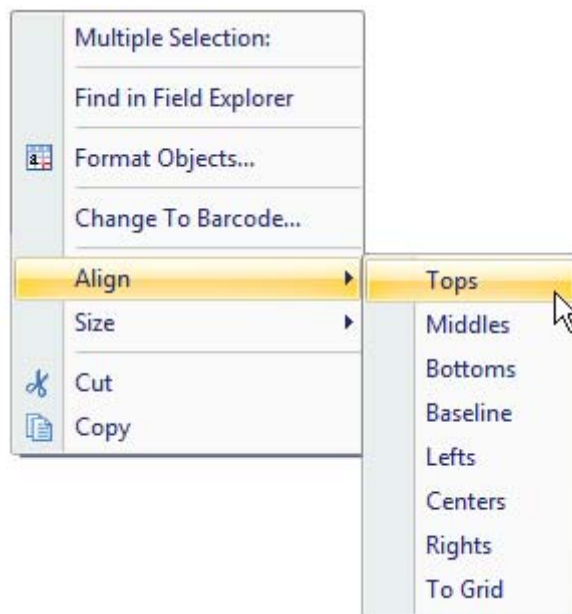 Multiple Selection:
Find in Field Explorer
Format Objects...
Change To Barcode...
Align
Size
Cut
Copy
Tops
Middles
Bottoms
Baseline
Lefts
Centers
Rights
To Grid